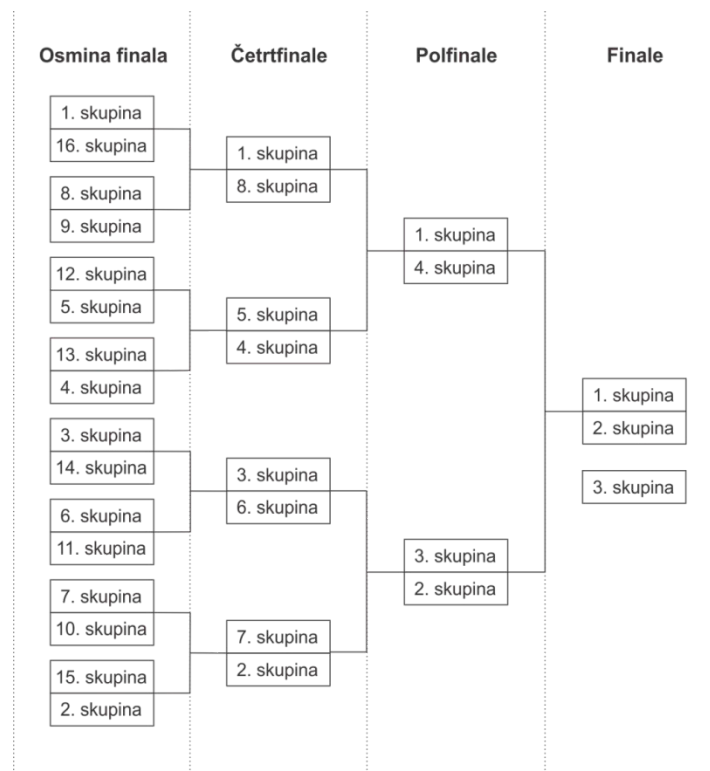 Osmina finala
Četrtfinale
Polfinale
Finale
1. skupina
16. skupina
8. skupina
9. skupina
12. skupina
5. skupina
13. skupina
4. skupina
3. skupina
14. skupina
6. skupina
11. skupina
7. skupina
10. skupina
15. skupina
2. skupina
1. skupina
8. skupina
5. skupina
4. skupina
3. skupina
6. skupina
7. skupina
2. skupina
1. skupina
4. skupina
3. skupina
2. skupina
1. skupina
2. skupina
3. skupina